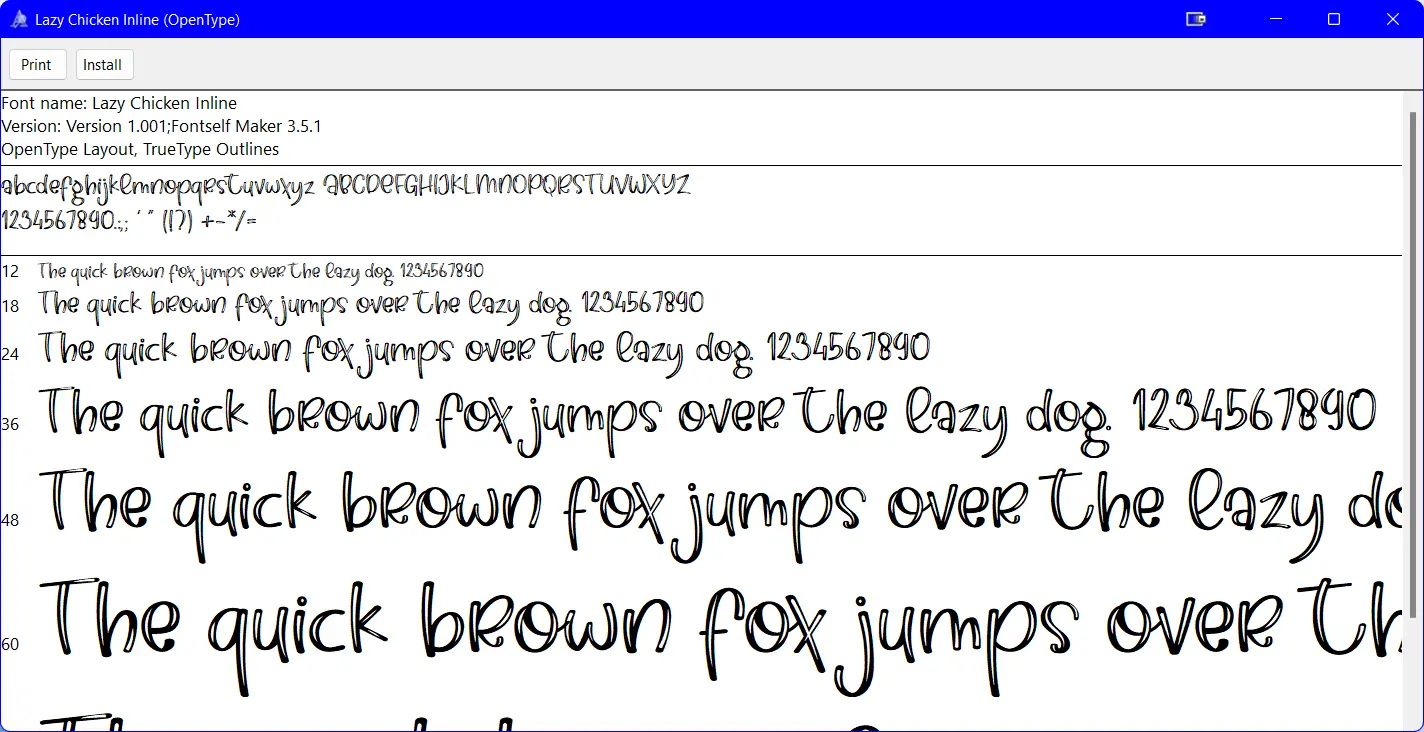 Lazy Chicken Inline (OpenType)
Print Install
Font name: Lazy Chicken Inline
Version: Version 1.001;Fontself Maker 3.5.1
OpenType Layout, TrueType Outlines
abcdefghijklmnopqrstuvwxyz ABCDEFGHIJKLMNOPQRSTUVWXYZ
1234567890.:,; ' " (!?) +-*/=
12 The quick brown fox jumps over the lazy dog. 1234567890
18 The quick brown fox jumps over the lazy dog. 1234567890
24 The quick brown fox jumps over the lazy dog. 1234567890
36 The quick brown fox jumps over the lazy dog. 1234567890
48 The quick brown fox jumps over the lazy do
60 The quick brown fox jumps over th